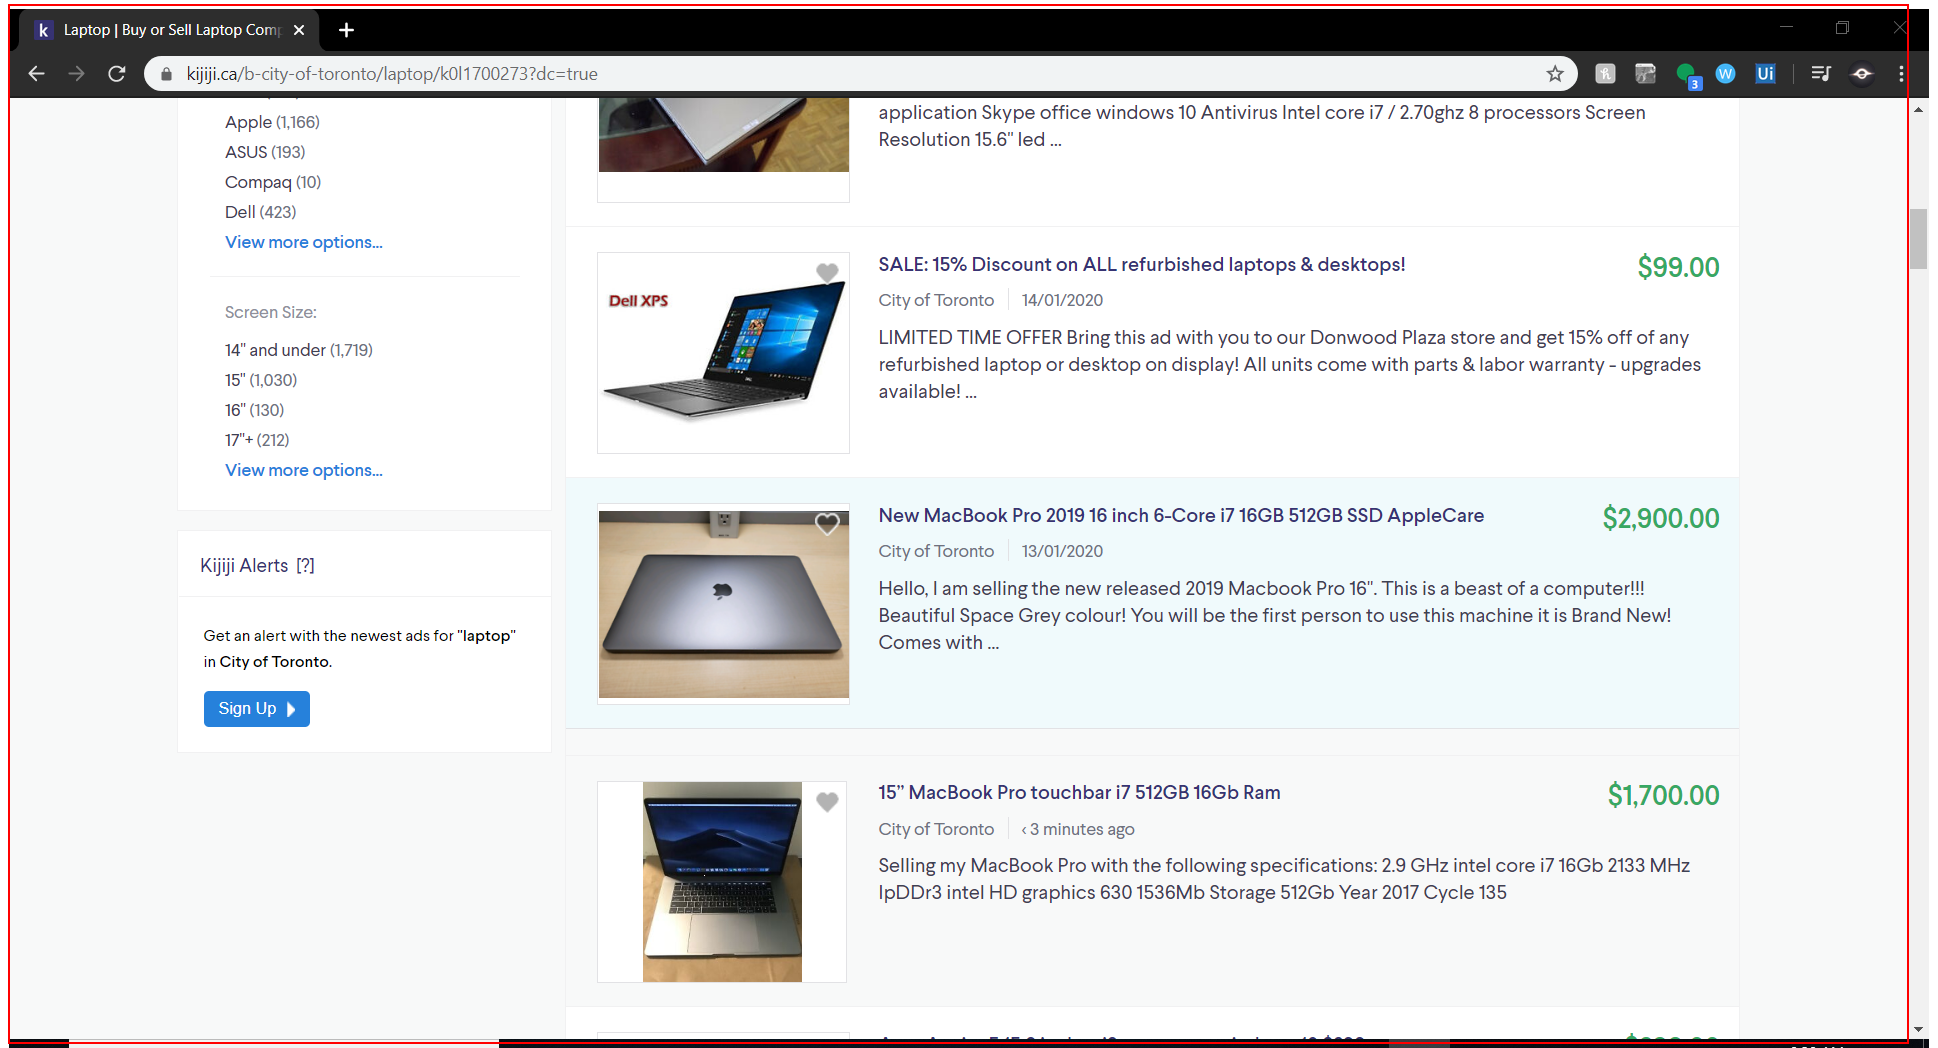 k Laptop | Buy or Sell Laptop Comp
kijiji.ca/b-city-of-toronto/laptop/k0l1700273?dc=true
3
W
Ui
Apple (1,166)
ASUS (193)
Compaq (10)
Dell (423)
View more options...
Screen Size:
14" and under (1,719)
15" (1,030)
16" (130)
17"+ (212)
View more options...
Kijiji Alerts [?]
Get an alert with the newest ads for "laptop"
in City of Toronto.
Sign Up
application Skype office windows 10 Antivirus Intel core i7 / 2.70ghz 8 processors Screen
Resolution 15.6" led ...
Dell XPS
SALE: 15% Discount on ALL refurbished laptops & desktops!
$99.00
City of Toronto 14/01/2020
LIMITED TIME OFFER Bring this ad with you to our Donwood Plaza store and get 15% off of any
refurbished laptop or desktop on display! All units come with parts & labor warranty - upgrades
available! ...
New MacBook Pro 2019 16 inch 6-Core i7 16GB 512GB SSD AppleCare
$2,900.00
City of Toronto 13/01/2020
Hello, I am selling the new released 2019 Macbook Pro 16". This is a beast of a computer!!!
Beautiful Space Grey colour! You will be the first person to use this machine it is Brand New!
Comes with ...
15” MacBook Pro touchbar i7 512GB 16Gb Ram
$1,700.00
City of Toronto ‹ 3 minutes ago
Selling my MacBook Pro with the following specifications: 2.9 GHz intel core i7 16Gb 2133 MHz
lpDDr3 intel HD graphics 630 1536Mb Storage 512Gb Year 2017 Cycle 135